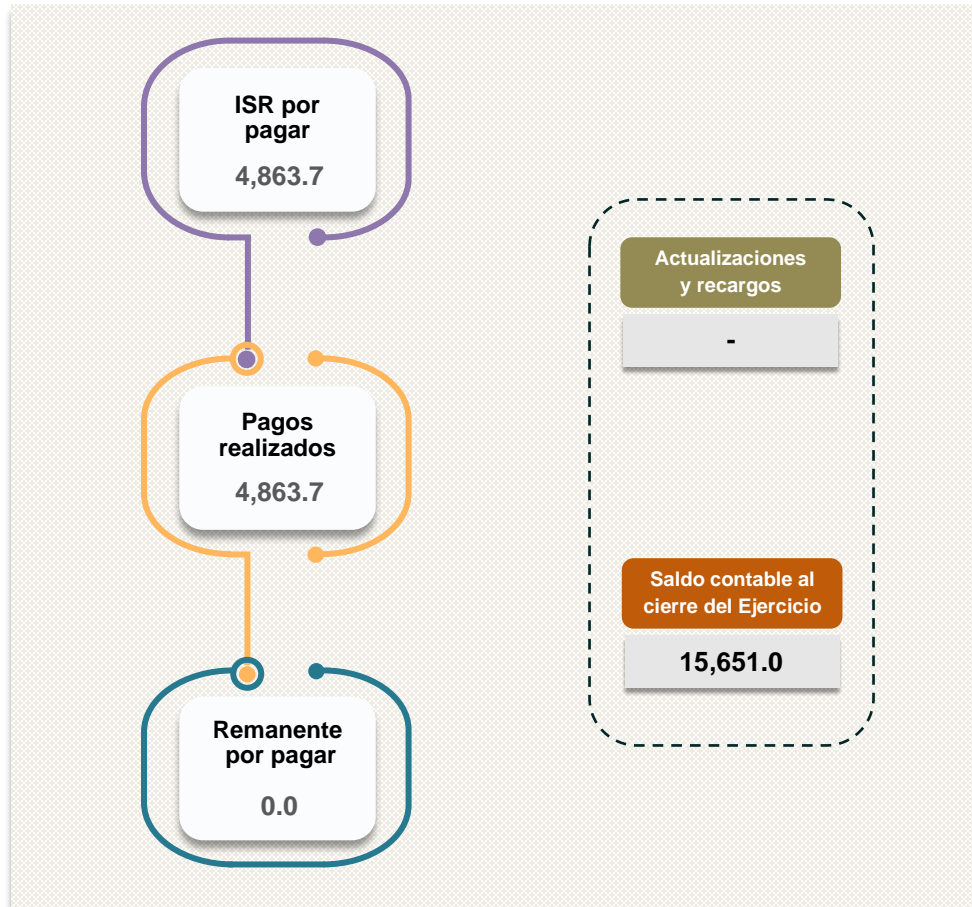 ISR por
pagar
4,863.7
Pagos
realizados
4,863.7
Remanente
por pagar
0.0
Actualizaciones
y recargos
-
Saldo contable al
cierre del Ejercicio
15,651.0